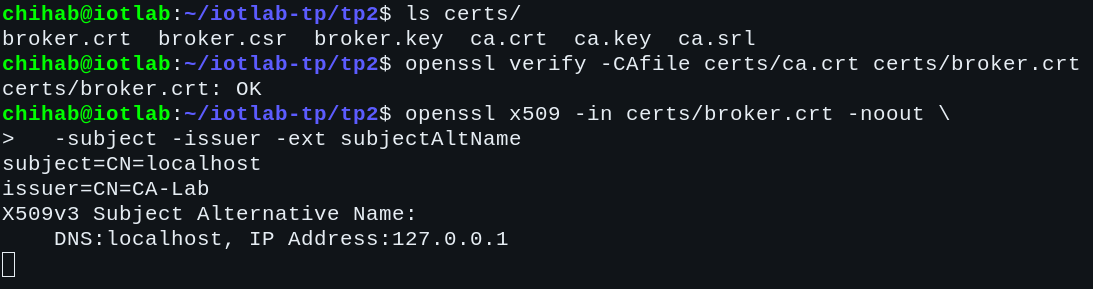 chihab@iotlab:~/iotlab-tp/tp2$ ls certs/
broker.crt  broker.csr  broker.key  ca.crt  ca.key  ca.srl
chihab@iotlab:~/iotlab-tp/tp2$ openssl verify -CAfile certs/ca.crt certs/broker.crt
certs/broker.crt: OK
chihab@iotlab:~/iotlab-tp/tp2$ openssl x509 -in certs/broker.crt -noout \
>   -subject -issuer -ext subjectAltName
subject=CN=localhost
issuer=CN=CA-Lab
X509v3 Subject Alternative Name:
    DNS:localhost, IP Address:127.0.0.1